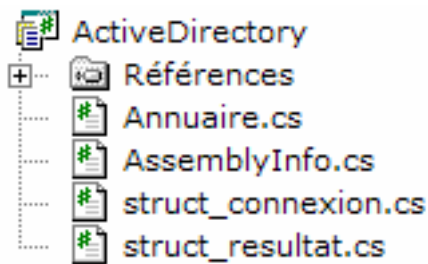 ActiveDirectory
Références
Annuaire.cs
AssemblyInfo.cs
struct_connexion.cs
struct_resultat.cs